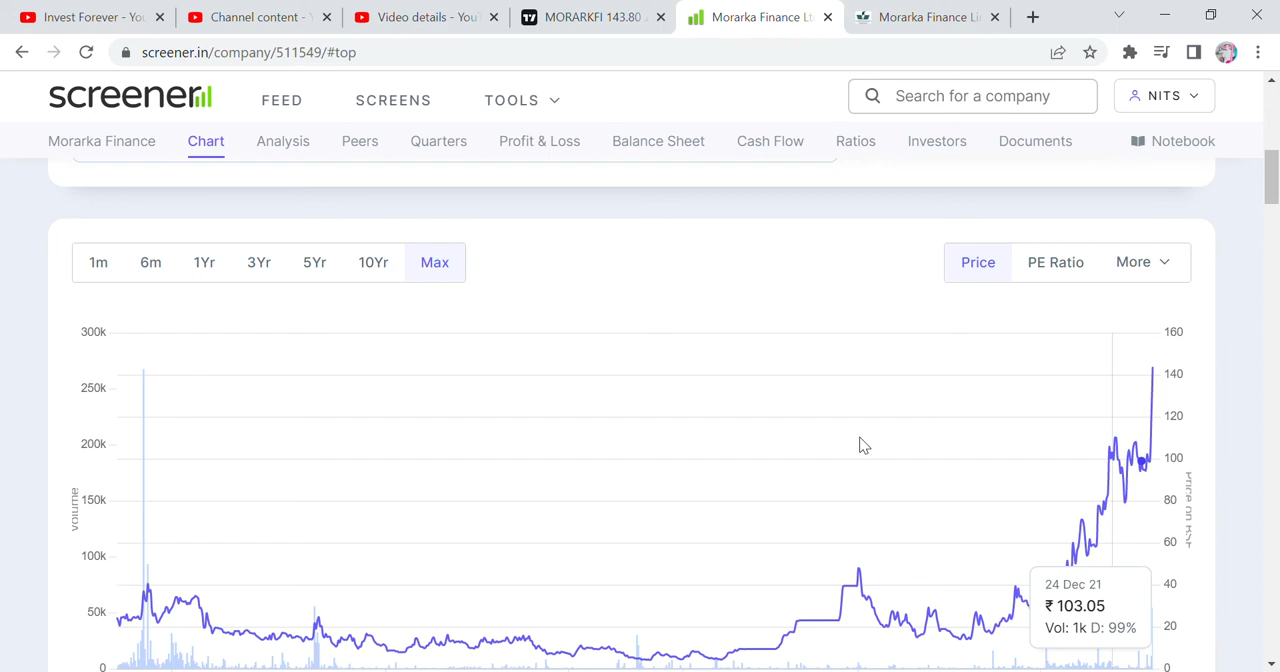 Invest Forever - You
Channel content - Yo
Video details - YouT
MORARKFI 143.80
Morarka Finance Lt
Morarka Finance Li
screener.in/company/511549/#top
screener
FEED
SCREENS
TOOLS
Search for a company
NITS
Morarka Finance
Chart
Analysis
Peers
Quarters
Profit & Loss
Balance Sheet
Cash Flow
Ratios
Investors
Documents
Notebook
1m
6m
1Yr
3Yr
5Yr
10Yr
Max
Price
PE Ratio
More
300k
250k
200k
150k
100k
50k
0
Volume
160
140
120
100
80
60
40
20
0
24 Dec 21
₹ 103.05
Vol: 1k D: 99%